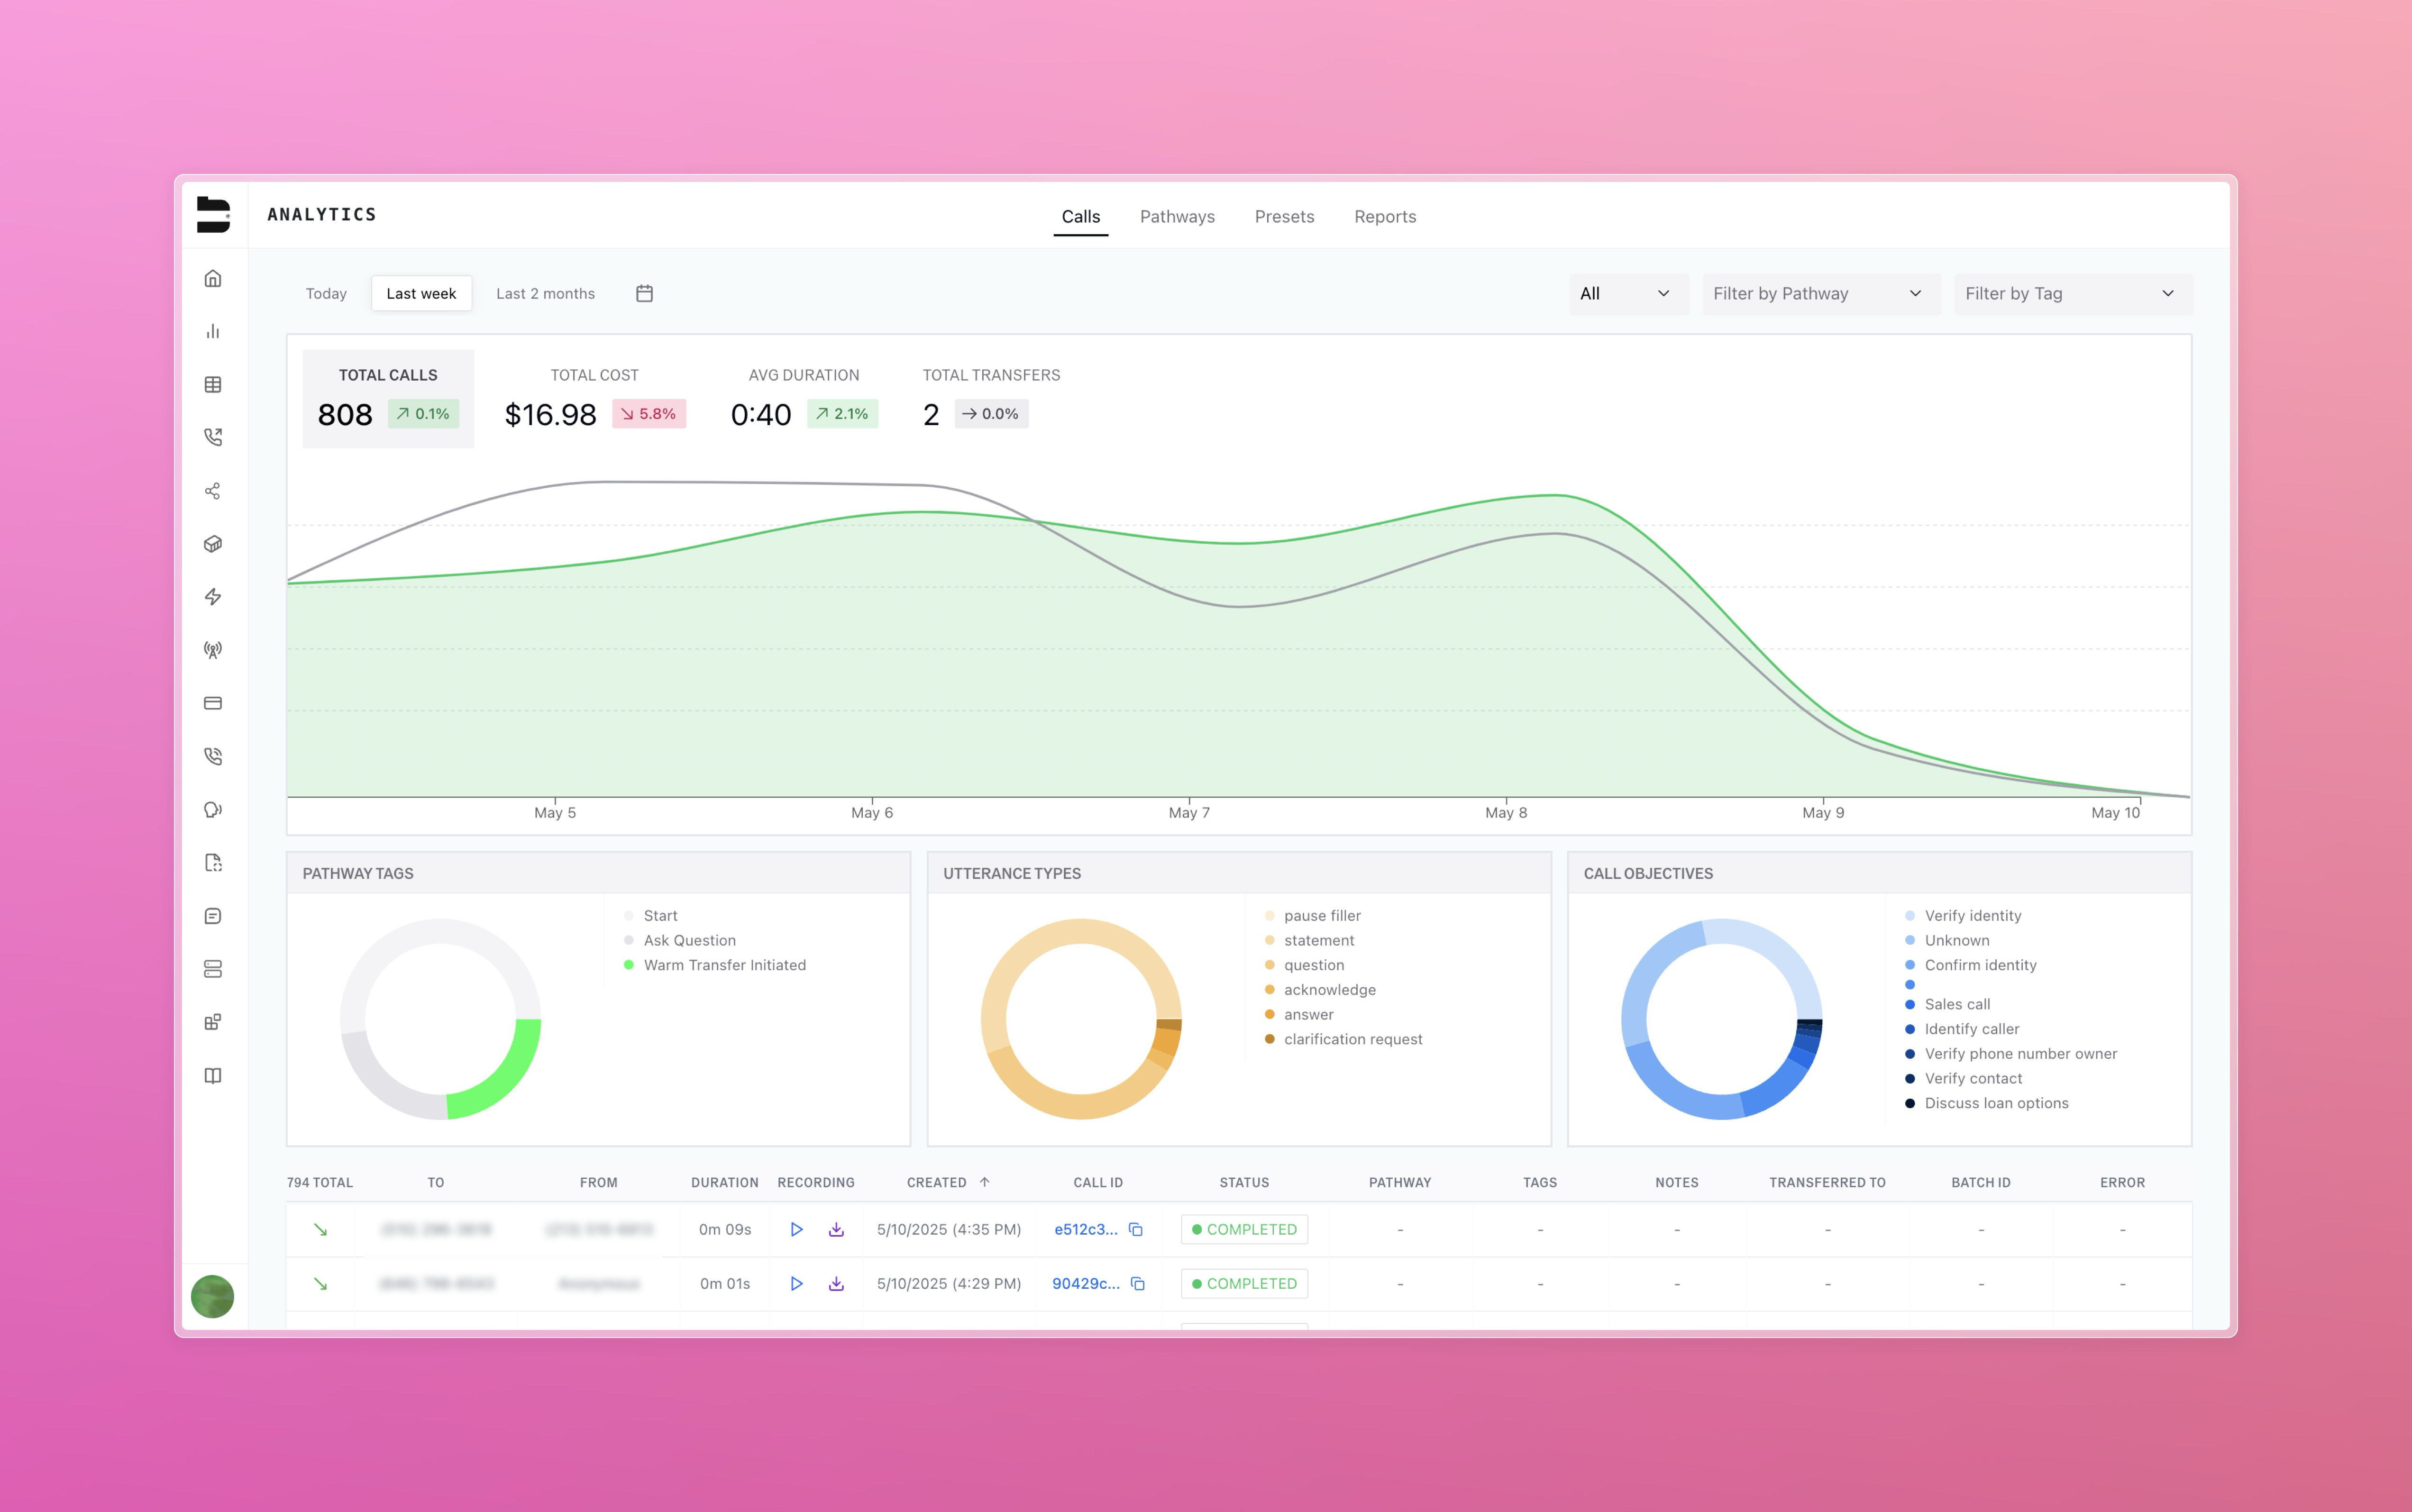 ANALYTICS
Calls Pathways Presets Reports
Today Last week Last 2 months
All Filter by Pathway Filter by Tag
TOTAL CALLS TOTAL COST AVG DURATION TOTAL TRANSFERS
808 0.1% $16.98 5.8% 0:40 2.1% 2 0.0%
May 5 May 6 May 7 May 8 May 9 May 10
PATHWAY TAGS
Start
Ask Question
Warm Transfer Initiated
UTTERANCE TYPES
pause filler
statement
question
acknowledge
answer
clarification request
CALL OBJECTIVES
Verify identity
Unknown
Confirm identity
Sales call
Identify caller
Verify phone number owner
Verify contact
Discuss loan options
794 TOTAL TO FROM DURATION RECORDING CREATED CALL ID STATUS PATHWAY TAGS NOTES TRANSFERRED TO BATCH ID ERROR
0m 09s 5/10/2025 (4:35 PM) e512c3... COMPLETED - - - - - -
0m 01s 5/10/2025 (4:29 PM) 90429c... COMPLETED - - - - - -